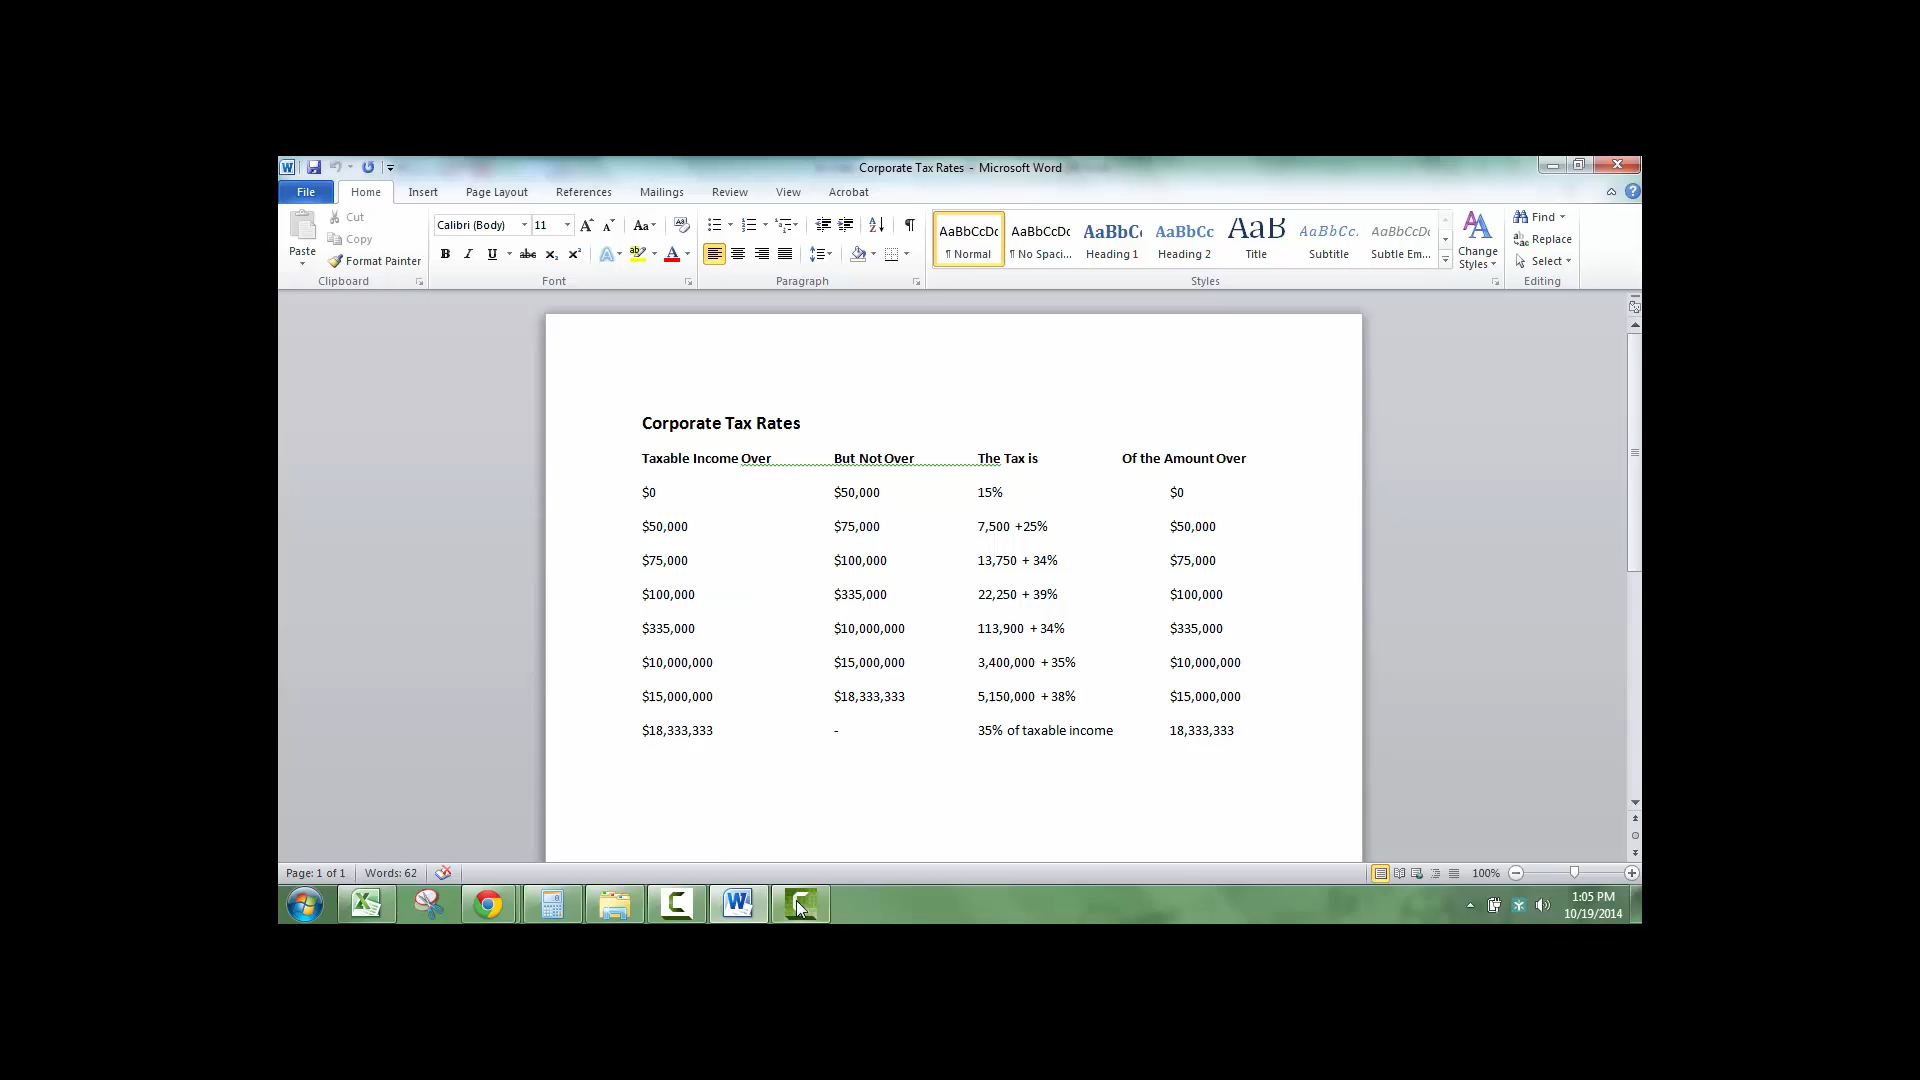 Corporate Tax Rates - Microsoft Word
File Home Insert Page Layout References Mailings Review View Acrobat
Cut
Copy
Format Painter
Paste
Clipboard
Calibri (Body) 11
Font
Paragraph
AaBbCcDc AaBbCcDc AaBbC AaBbCc AaB AaBbCc. AaBbCcDc
¶ Normal ¶ No Spaci... Heading 1 Heading 2 Title Subtitle Subtle Em...
Change
Styles
Styles
Find
Replace
Select
Editing
Corporate Tax Rates
Taxable Income Over But Not Over The Tax is Of the Amount Over
$0 $50,000 15% $0
$50,000 $75,000 7,500 +25% $50,000
$75,000 $100,000 13,750 + 34% $75,000
$100,000 $335,000 22,250 + 39% $100,000
$335,000 $10,000,000 113,900 + 34% $335,000
$10,000,000 $15,000,000 3,400,000 + 35% $10,000,000
$15,000,000 $18,333,333 5,150,000 + 38% $15,000,000
$18,333,333 - 35% of taxable income 18,333,333
Page: 1 of 1 Words: 62 100%
1:05 PM
10/19/2014